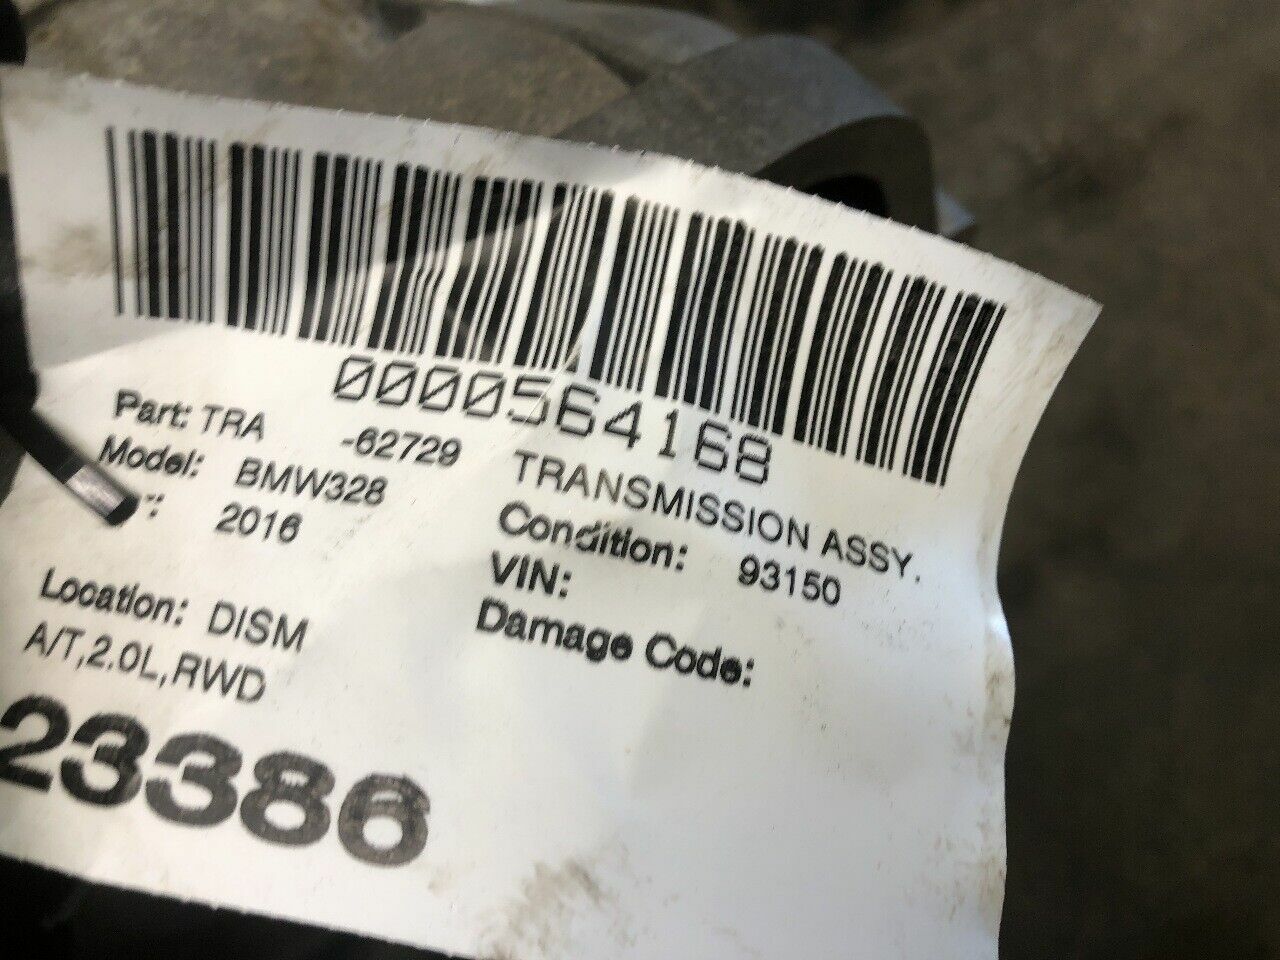 0000564168
Part: TRA -62729 TRANSMISSION ASSY.
Model: BMW328 Condition: 93150
: 2016 VIN:
Damage Code:
Location: DISM
A/T,2.0L,RWD
23386